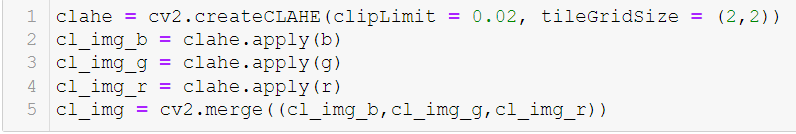 1 clahe = cv2.createCLAHE(clipLimit = 0.02, tileGridSize = (2,2))
2 cl_img_b = clahe.apply(b)
3 cl_img_g = clahe.apply(g)
4 cl_img_r = clahe.apply(r)
5 cl_img = cv2.merge((cl_img_b,cl_img_g,cl_img_r))